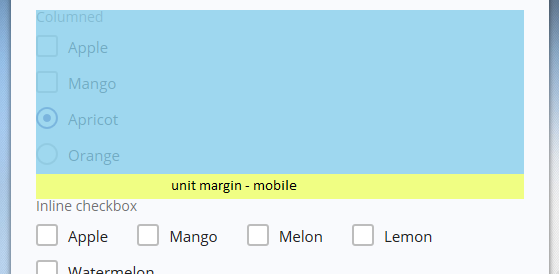 Columned
Apple
Mango
Apricot
Orange
unit margin - mobile
Inline checkbox
Apple Mango Melon Lemon
Watermelon